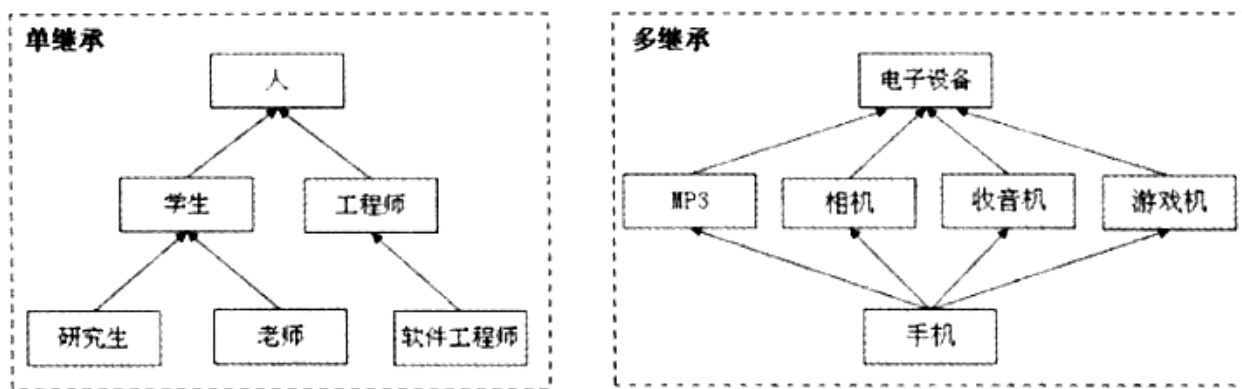 单继承
人
学生
工程师
研究生
老师
软件工程师
多继承
电子设备
MP3
相机
收音机
游戏机
手机